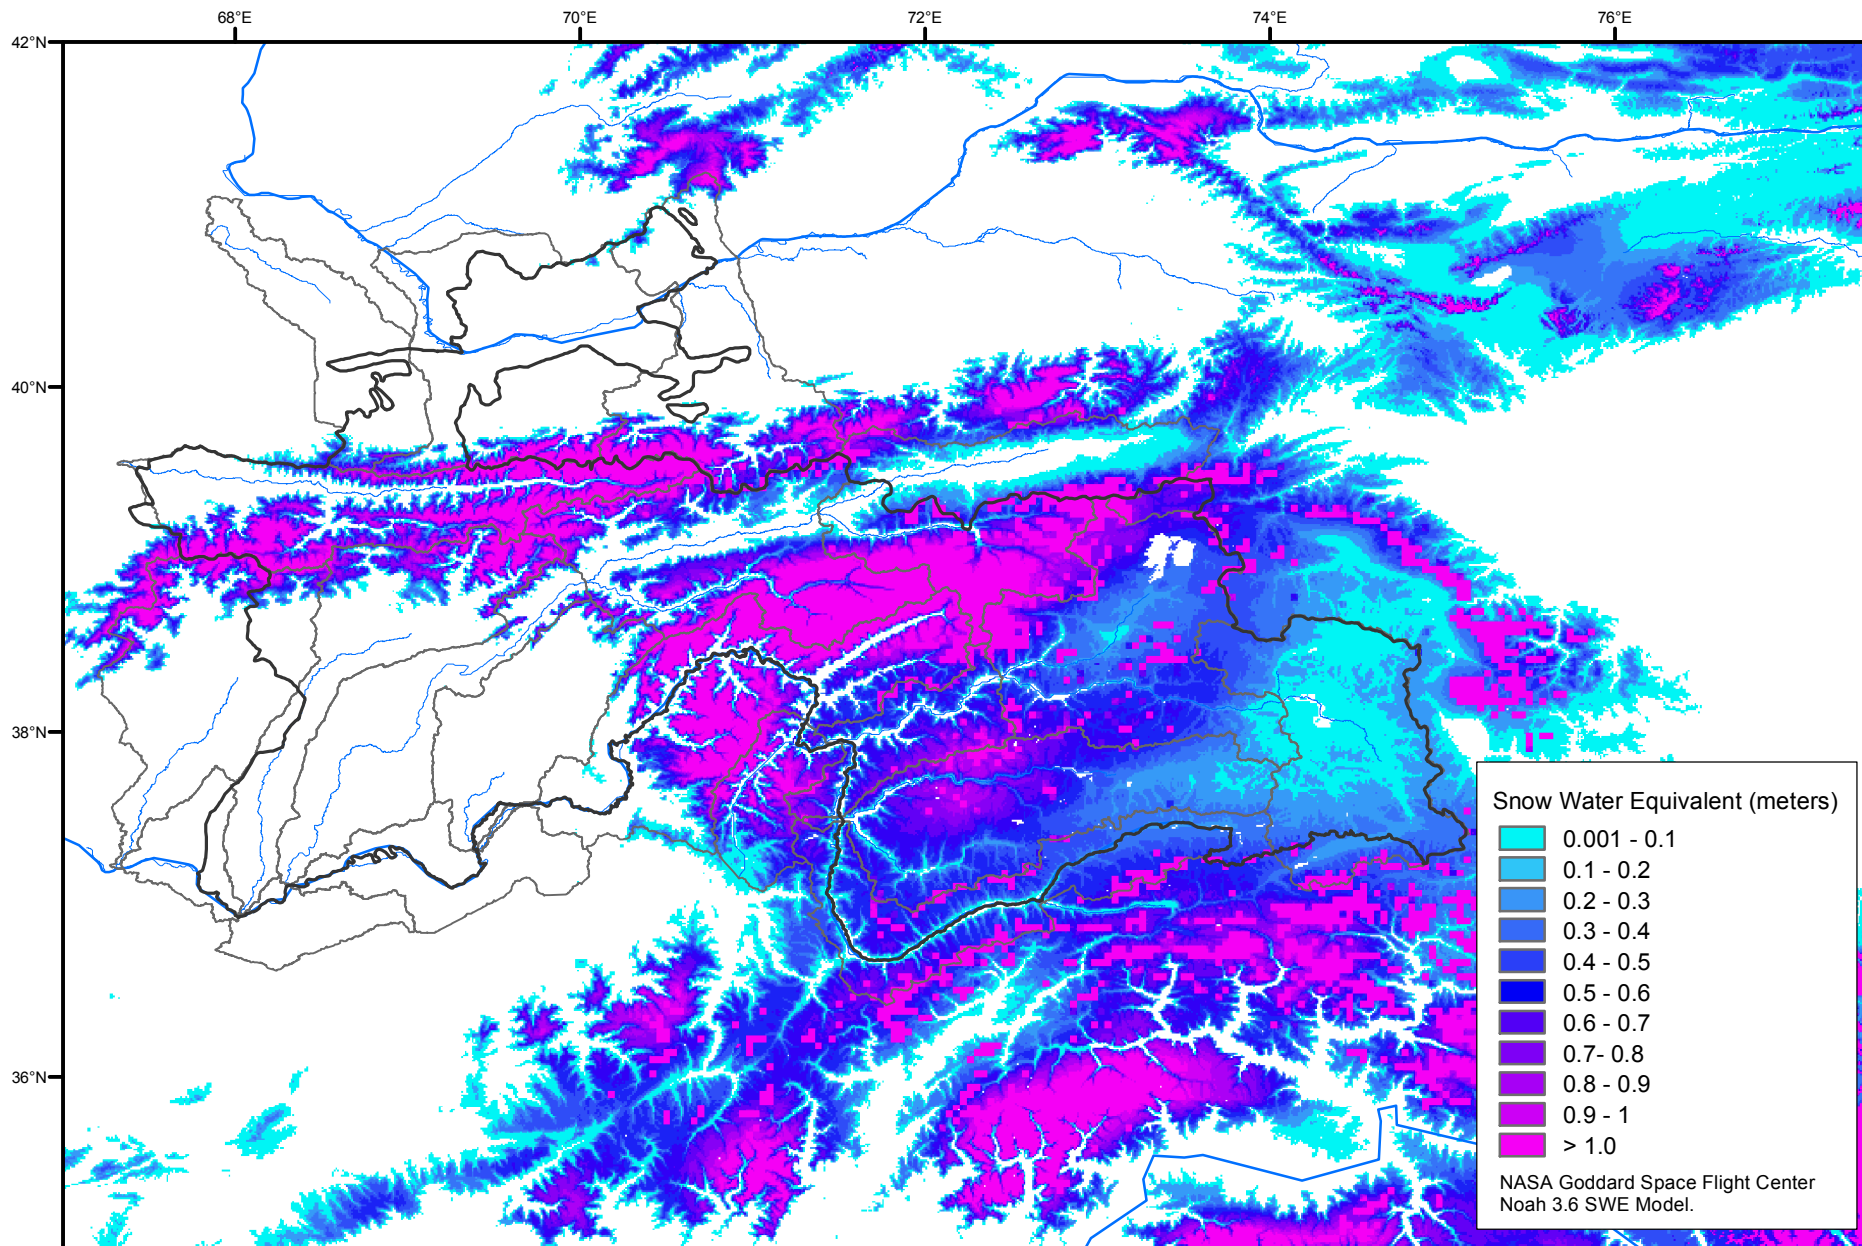 68°E
70°E
72°E
74°E
76°E
42°N
40°N
38°N
36°N
Snow Water Equivalent (meters)
0.001 - 0.1
0.1 - 0.2
0.2 - 0.3
0.3 - 0.4
0.4 - 0.5
0.5 - 0.6
0.6 - 0.7
0.7- 0.8
0.8 - 0.9
0.9 - 1
> 1.0
NASA Goddard Space Flight Center
Noah 3.6 SWE Model.